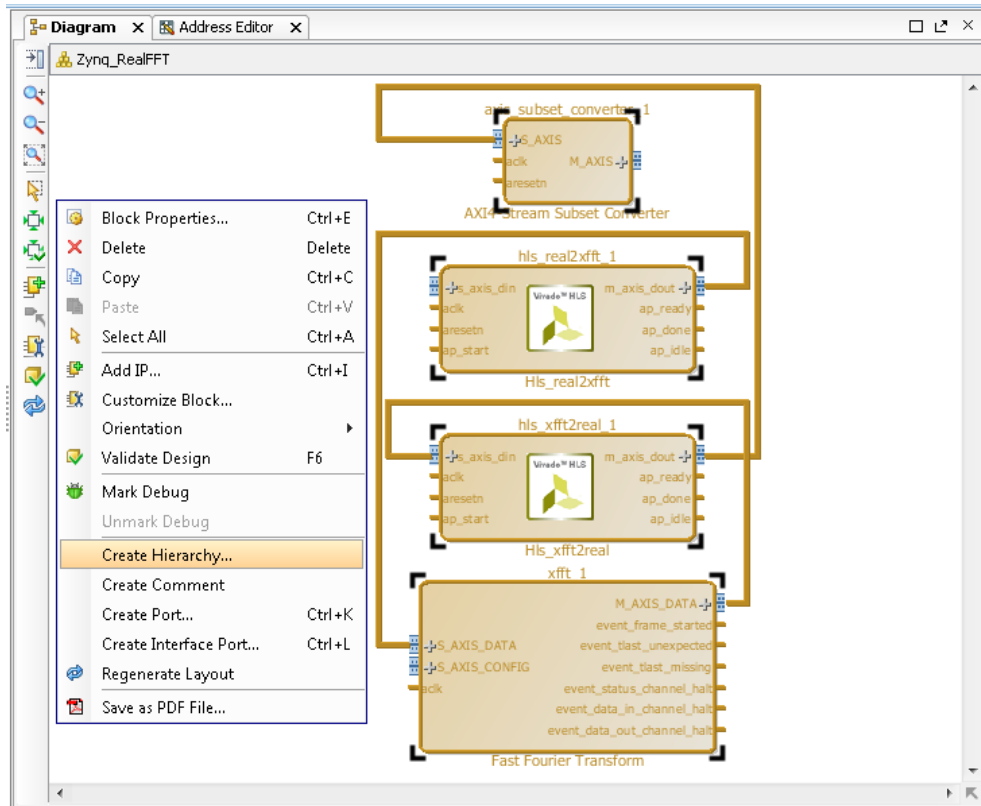 Diagram X Address Editor X
Zynq_RealFFT
axis_subset_converter_1
S_AXIS
aclk M_AXIS
aresetn
AXI4-Stream Subset Converter
Block Properties... Ctrl+E
Delete Delete
Copy Ctrl+C
Paste Ctrl+V
Select All Ctrl+A
Add IP... Ctrl+I
Customize Block...
Orientation
Validate Design F6
Mark Debug
Unmark Debug
Create Hierarchy...
Create Comment
Create Port... Ctrl+K
Create Interface Port... Ctrl+L
Regenerate Layout
Save as PDF File...
hls_real2xfft_1
s_axis_din m_axis_dout
aclk ap_ready
aresetn ap_done
ap_start ap_idle
Vivado™ HLS
Hls_real2xfft
hls_xfft2real_1
s_axis_din m_axis_dout
aclk ap_ready
aresetn ap_done
ap_start ap_idle
Vivado™ HLS
Hls_xfft2real
xfft_1
M_AXIS_DATA
event_frame_started
S_AXIS_DATA event_tlast_unexpected
S_AXIS_CONFIG event_tlast_missing
aclk event_status_channel_halt
event_data_in_channel_halt
event_data_out_channel_halt
Fast Fourier Transform